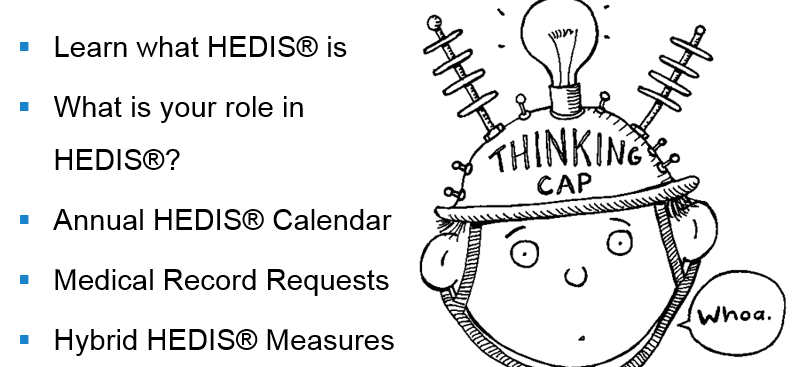 Learn what HEDIS® is
What is your role in
HEDIS®?
Annual HEDIS® Calendar
Medical Record Requests
Hybrid HEDIS® Measures
THINKING
CAP
Whoa.